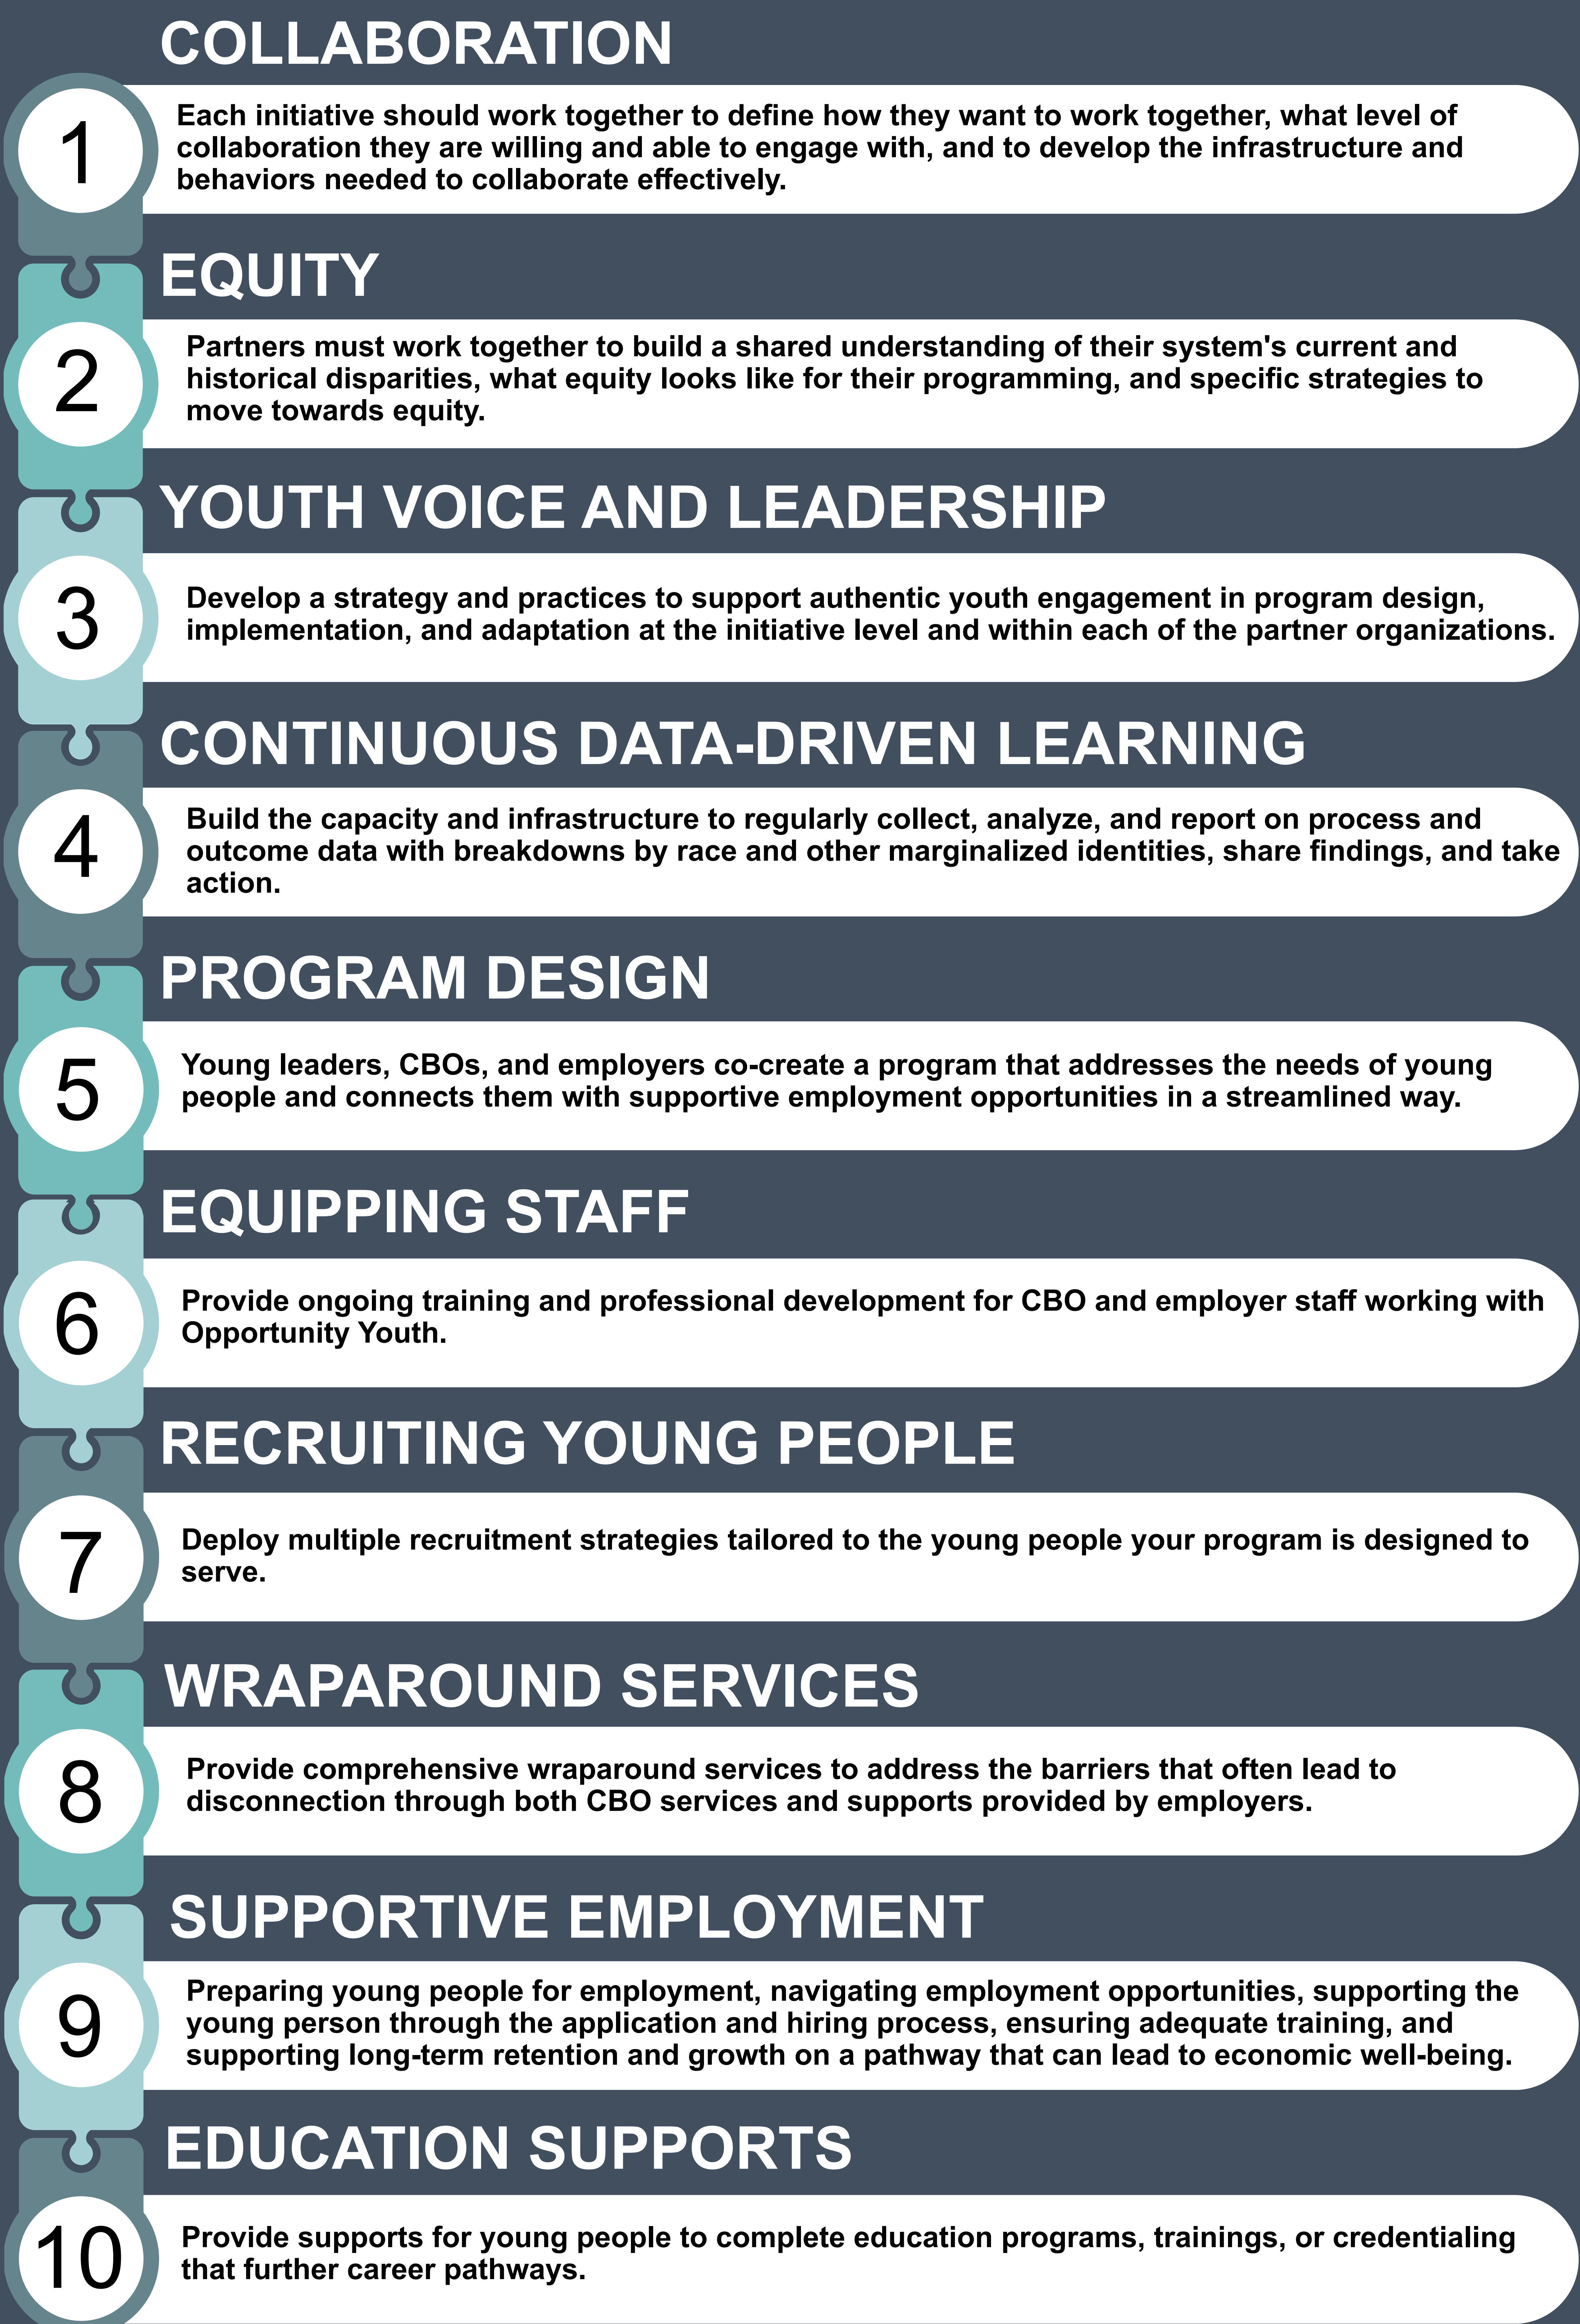 COLLABORATION
1
Each initiative should work together to define how they want to work together, what level of
collaboration they are willing and able to engage with, and to develop the infrastructure and
behaviors needed to collaborate effectively.
EQUITY
2
Partners must work together to build a shared understanding of their system's current and
historical disparities, what equity looks like for their programming, and specific strategies to
move towards equity.
YOUTH VOICE AND LEADERSHIP
3
Develop a strategy and practices to support authentic youth engagement in program design,
implementation, and adaptation at the initiative level and within each of the partner organizations.
CONTINUOUS DATA-DRIVEN LEARNING
4
Build the capacity and infrastructure to regularly collect, analyze, and report on process and
outcome data with breakdowns by race and other marginalized identities, share findings, and take
action.
PROGRAM DESIGN
5
Young leaders, CBOs, and employers co-create a program that addresses the needs of young
people and connects them with supportive employment opportunities in a streamlined way.
EQUIPPING STAFF
6
Provide ongoing training and professional development for CBO and employer staff working with
Opportunity Youth.
RECRUITING YOUNG PEOPLE
7
Deploy multiple recruitment strategies tailored to the young people your program is designed to
serve.
WRAPAROUND SERVICES
8
Provide comprehensive wraparound services to address the barriers that often lead to
disconnection through both CBO services and supports provided by employers.
SUPPORTIVE EMPLOYMENT
9
Preparing young people for employment, navigating employment opportunities, supporting the
young person through the application and hiring process, ensuring adequate training, and
supporting long-term retention and growth on a pathway that can lead to economic well-being.
EDUCATION SUPPORTS
10
Provide supports for young people to complete education programs, trainings, or credentialing
that further career pathways.